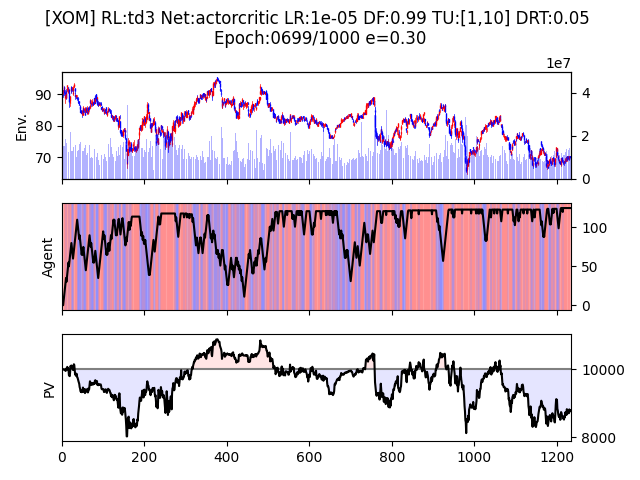 [XOM] RL:td3 Net:actorcritic LR:1e-05 DF:0.99 TU:[1,10] DRT:0.05
Epoch:0699/1000 e=0.30
1e7
Env.
90
80
70
4
2
0
Agent
100
50
0
PV
10000
8000
0 200 400 600 800 1000 1200